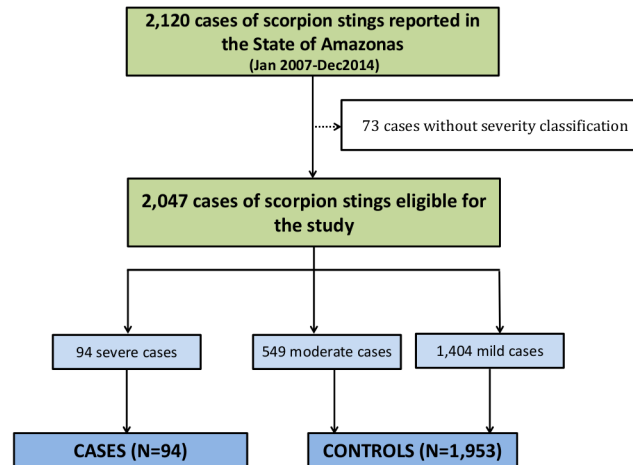 2,120 cases of scorpion stings reported in
the State of Amazonas
(Jan 2007-Dec2014)
73 cases without severity classification
2,047 cases of scorpion stings eligible for
the study
94 severe cases
549 moderate cases
1,404 mild cases
CASES (N=94)
CONTROLS (N=1,953)